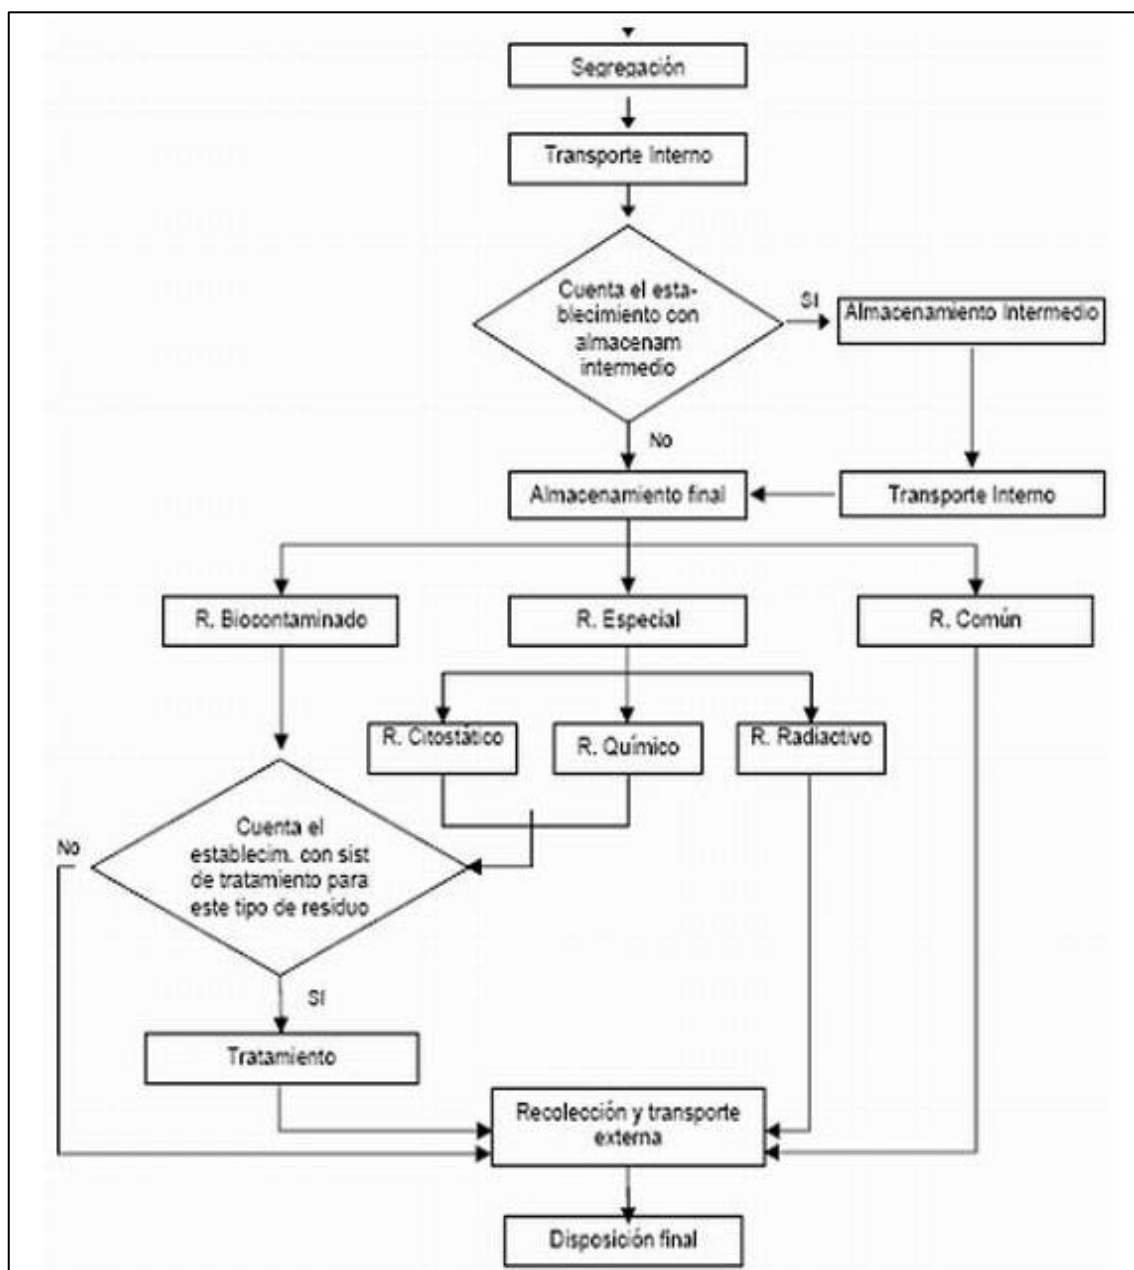 Segregación
Transporte Interno
Cuenta el esta-
blecimiento con
almacenam
intermedio
SI
Almacenamiento Intermedio
No
Almacenamiento final
Transporte Interno
R. Biocontaminado
R. Especial
R. Común
R. Citostático
R. Químico
R. Radiactivo
Cuenta el
establecim. con sist
de tratamiento para
este tipo de residuo
No
SI
Tratamiento
Recolección y transporte
externa
Disposición final